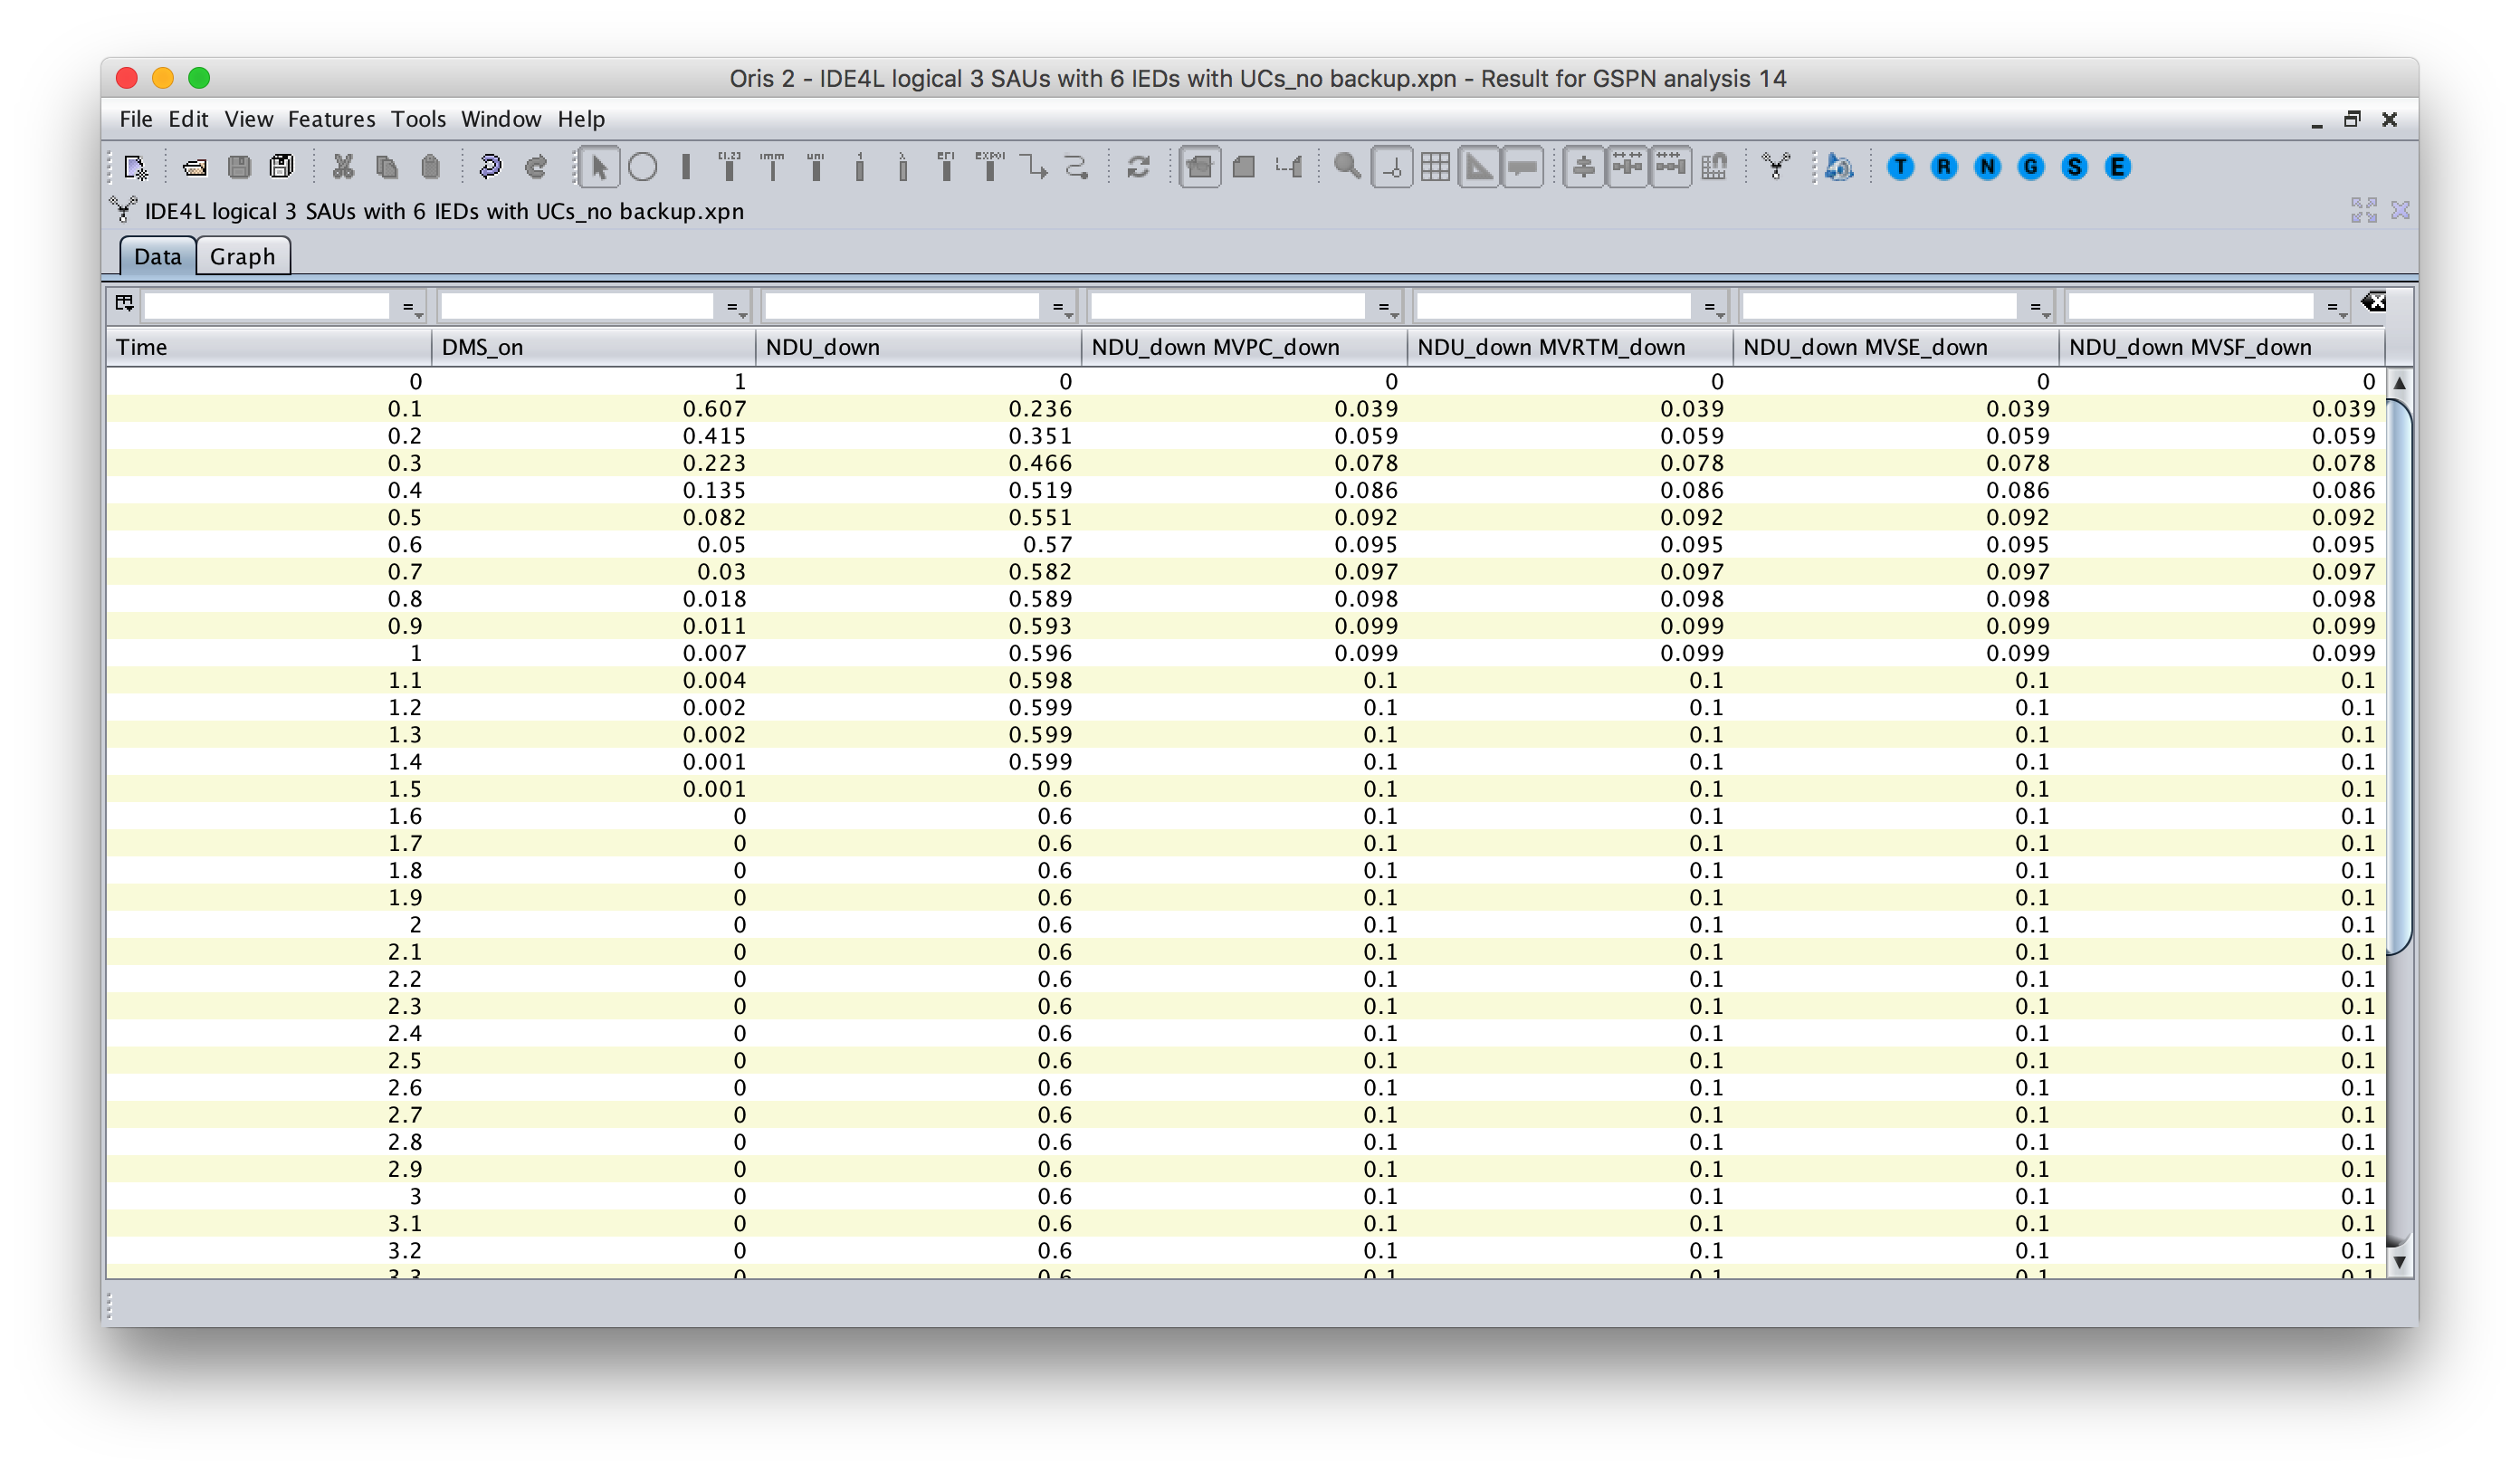 Oris 2 - IDE4L logical 3 SAUs with 6 IEDs with UCs_no backup.xpn - Result for GSPN analysis 14
File Edit View Features Tools Window Help
T R N G S E
IDE4L logical 3 SAUs with 6 IEDs with UCs_no backup.xpn
Data Graph
= = = = = = =
Time DMS_on NDU_down NDU_down MVPC_down NDU_down MVRTM_down NDU_down MVSE_down NDU_down MVSF_down
0 1 0 0 0 0 0
0.1 0.607 0.236 0.039 0.039 0.039 0.039
0.2 0.415 0.351 0.059 0.059 0.059 0.059
0.3 0.223 0.466 0.078 0.078 0.078 0.078
0.4 0.135 0.519 0.086 0.086 0.086 0.086
0.5 0.082 0.551 0.092 0.092 0.092 0.092
0.6 0.05 0.57 0.095 0.095 0.095 0.095
0.7 0.03 0.582 0.097 0.097 0.097 0.097
0.8 0.018 0.589 0.098 0.098 0.098 0.098
0.9 0.011 0.593 0.099 0.099 0.099 0.099
1 0.007 0.596 0.099 0.099 0.099 0.099
1.1 0.004 0.598 0.1 0.1 0.1 0.1
1.2 0.002 0.599 0.1 0.1 0.1 0.1
1.3 0.002 0.599 0.1 0.1 0.1 0.1
1.4 0.001 0.599 0.1 0.1 0.1 0.1
1.5 0.001 0.6 0.1 0.1 0.1 0.1
1.6 0 0.6 0.1 0.1 0.1 0.1
1.7 0 0.6 0.1 0.1 0.1 0.1
1.8 0 0.6 0.1 0.1 0.1 0.1
1.9 0 0.6 0.1 0.1 0.1 0.1
2 0 0.6 0.1 0.1 0.1 0.1
2.1 0 0.6 0.1 0.1 0.1 0.1
2.2 0 0.6 0.1 0.1 0.1 0.1
2.3 0 0.6 0.1 0.1 0.1 0.1
2.4 0 0.6 0.1 0.1 0.1 0.1
2.5 0 0.6 0.1 0.1 0.1 0.1
2.6 0 0.6 0.1 0.1 0.1 0.1
2.7 0 0.6 0.1 0.1 0.1 0.1
2.8 0 0.6 0.1 0.1 0.1 0.1
2.9 0 0.6 0.1 0.1 0.1 0.1
3 0 0.6 0.1 0.1 0.1 0.1
3.1 0 0.6 0.1 0.1 0.1 0.1
3.2 0 0.6 0.1 0.1 0.1 0.1
3.3 0 0.6 0.1 0.1 0.1 0.1